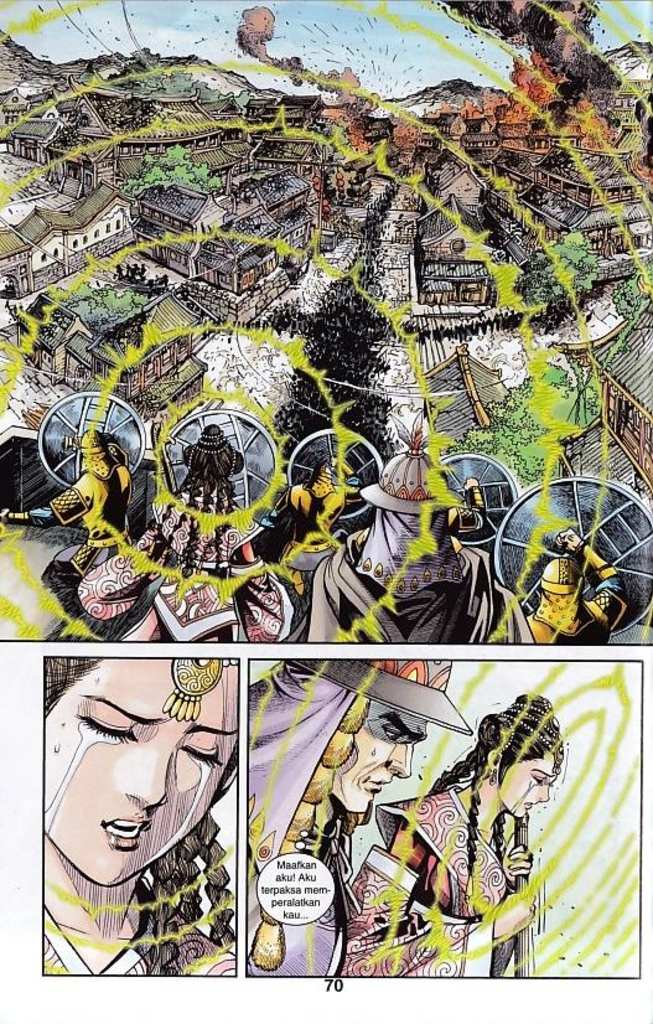 Maafkan
aku! Aku
terpaksa mem-
peralatkan
kau...
70